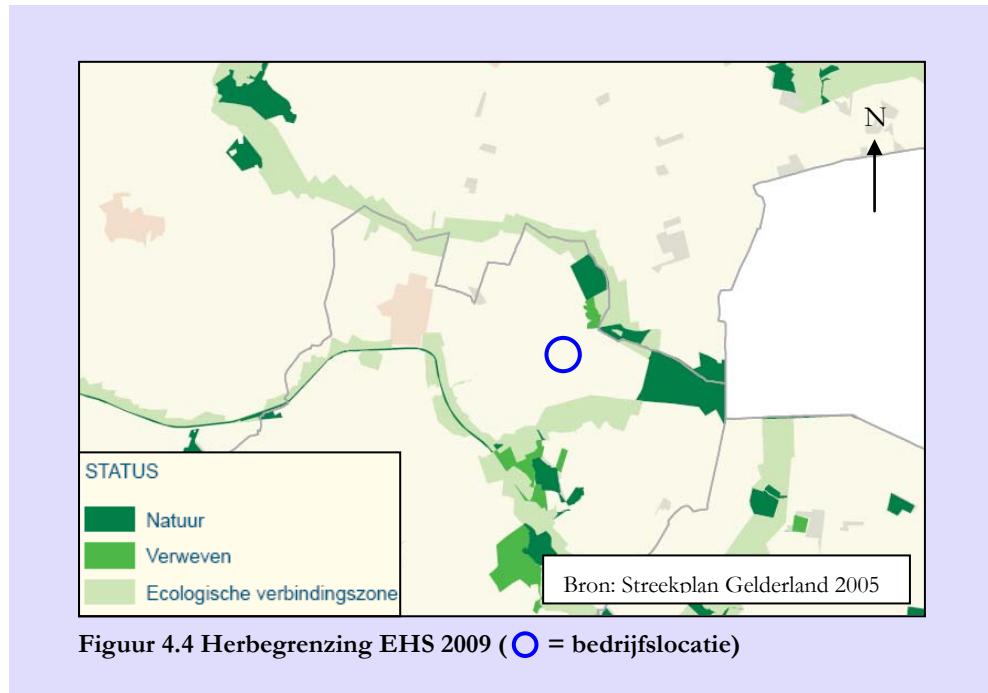 N
STATUS
Natuur
Verweven
Ecologische verbindingszone
Bron: Streekplan Gelderland 2005
Figuur 4.4 Herbegrenzing EHS 2009 ( = bedrijfslocatie)